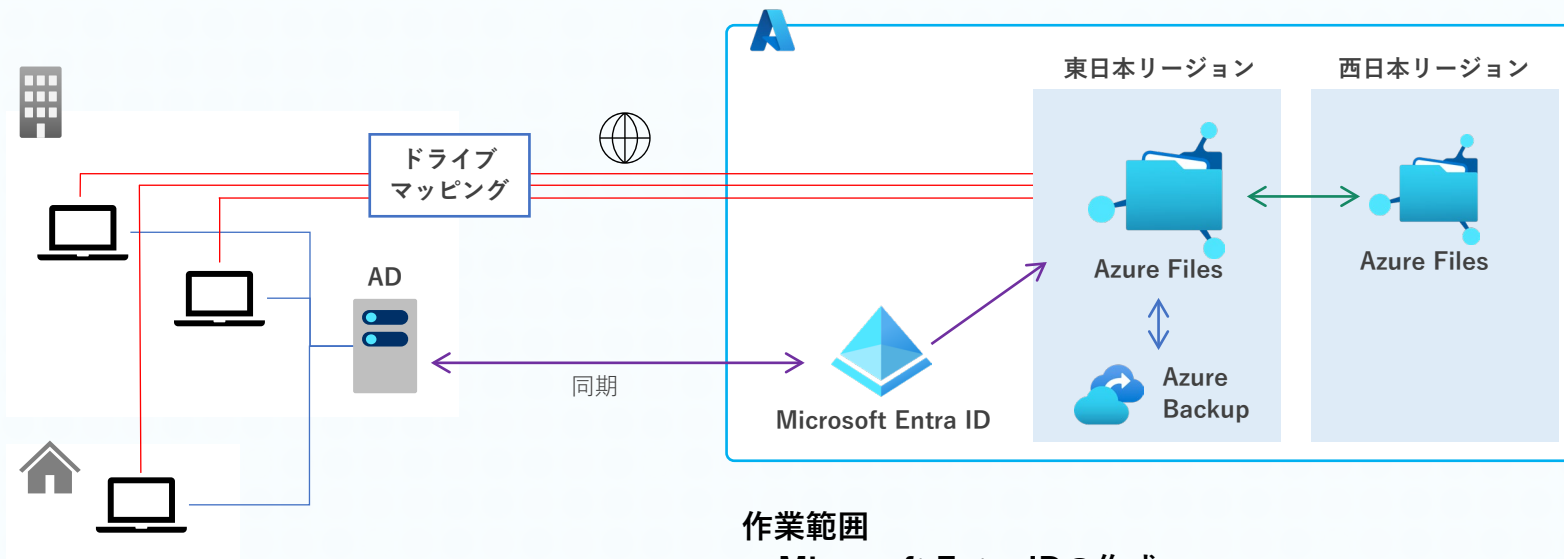 東日本リージョン
西日本リージョン
ドライブ
マッピング
AD
Azure Files
Azure Files
同期
Azure
Backup
Microsoft Entra ID
作業範囲